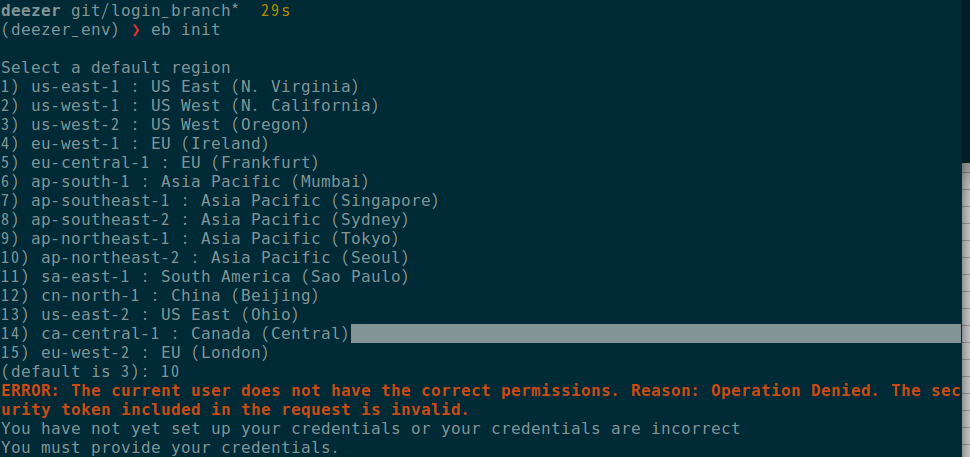 deezer git/login_branch* 29s
(deezer_env) ❯ eb init
Select a default region
1) us-east-1 : US East (N. Virginia)
2) us-west-1 : US West (N. California)
3) us-west-2 : US West (Oregon)
4) eu-west-1 : EU (Ireland)
5) eu-central-1 : EU (Frankfurt)
6) ap-south-1 : Asia Pacific (Mumbai)
7) ap-southeast-1 : Asia Pacific (Singapore)
8) ap-southeast-2 : Asia Pacific (Sydney)
9) ap-northeast-1 : Asia Pacific (Tokyo)
10) ap-northeast-2 : Asia Pacific (Seoul)
11) sa-east-1 : South America (Sao Paulo)
12) cn-north-1 : China (Beijing)
13) us-east-2 : US East (Ohio)
14) ca-central-1 : Canada (Central)
15) eu-west-2 : EU (London)
(default is 3): 10
ERROR: The current user does not have the correct permissions. Reason: Operation Denied. The sec
urity token included in the request is invalid.
You have not yet set up your credentials or your credentials are incorrect
You must provide your credentials.